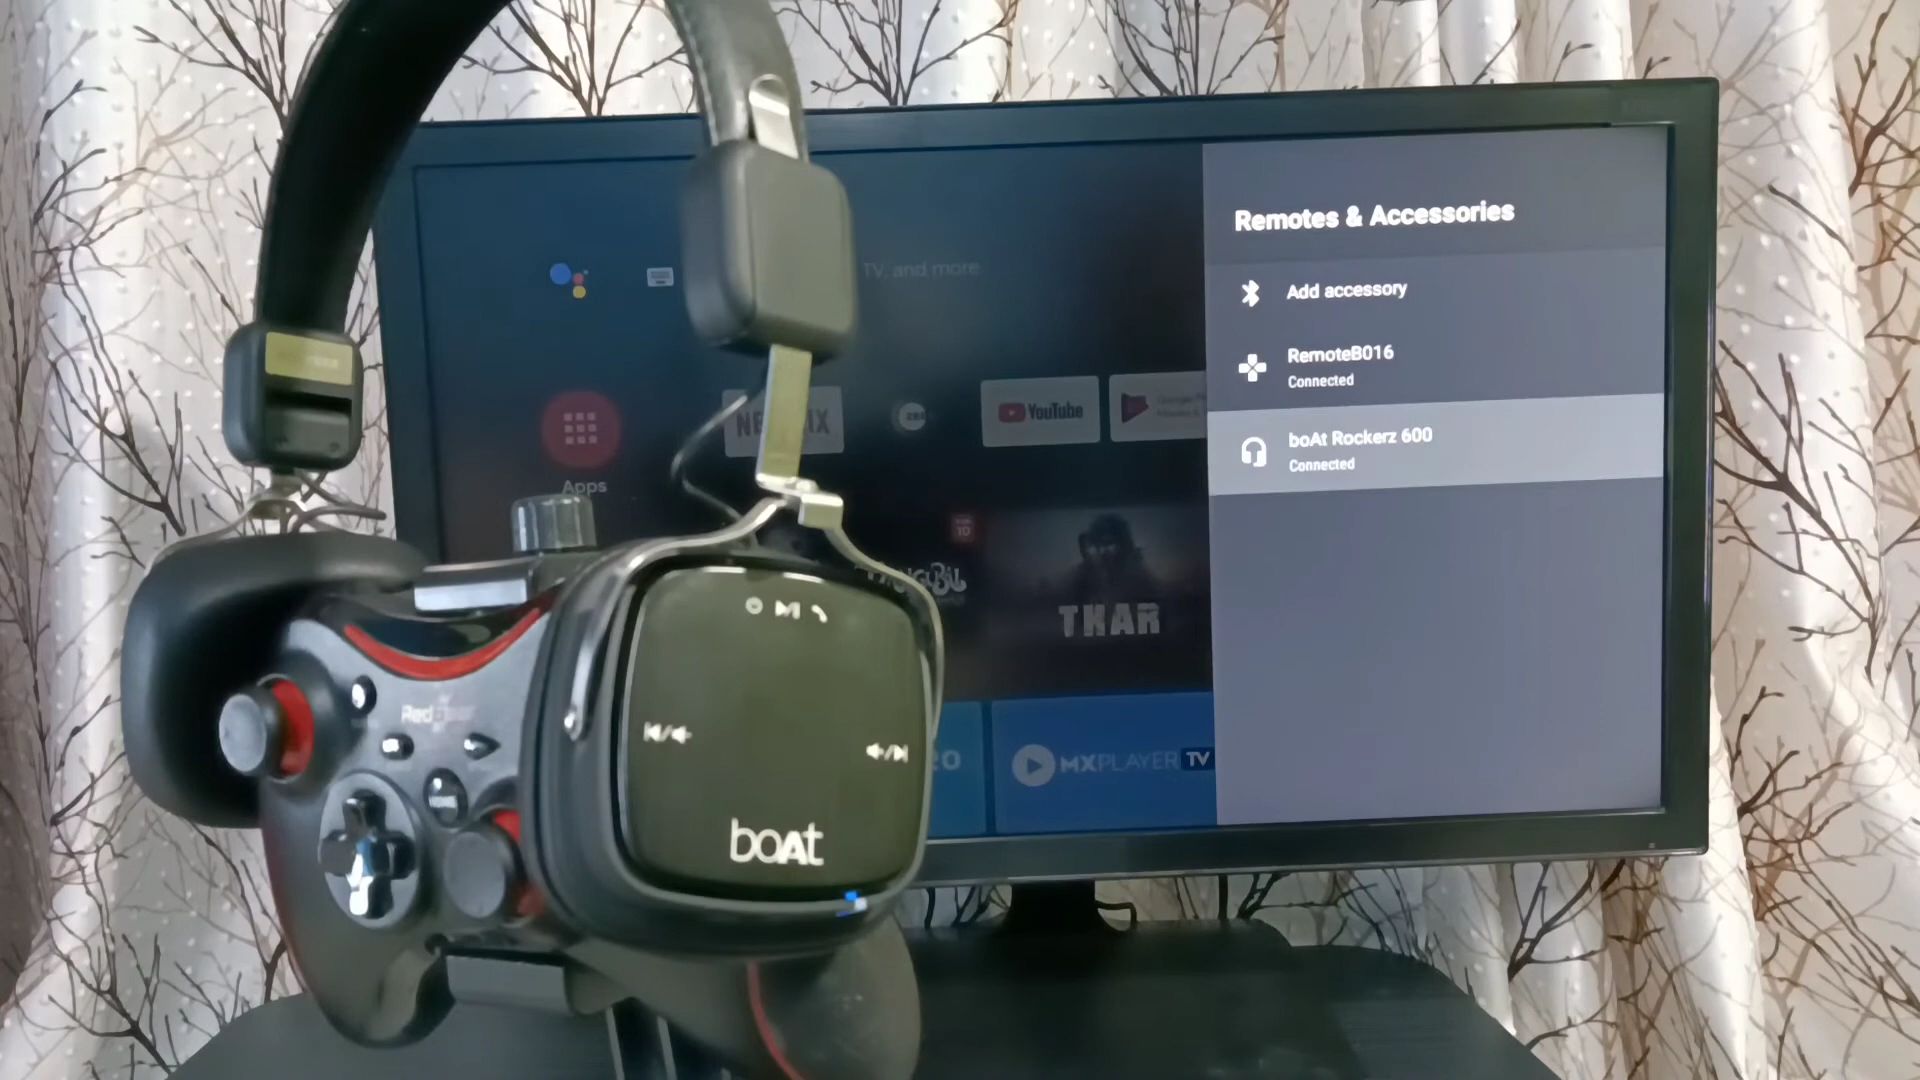 Remotes & Accessories
Add accessory
RemoteB016
Connected
boAt Rockerz 600
Connected
TV, and more
YouTube
Apps
THAR
MXPLAYER TV
boAt
HOME